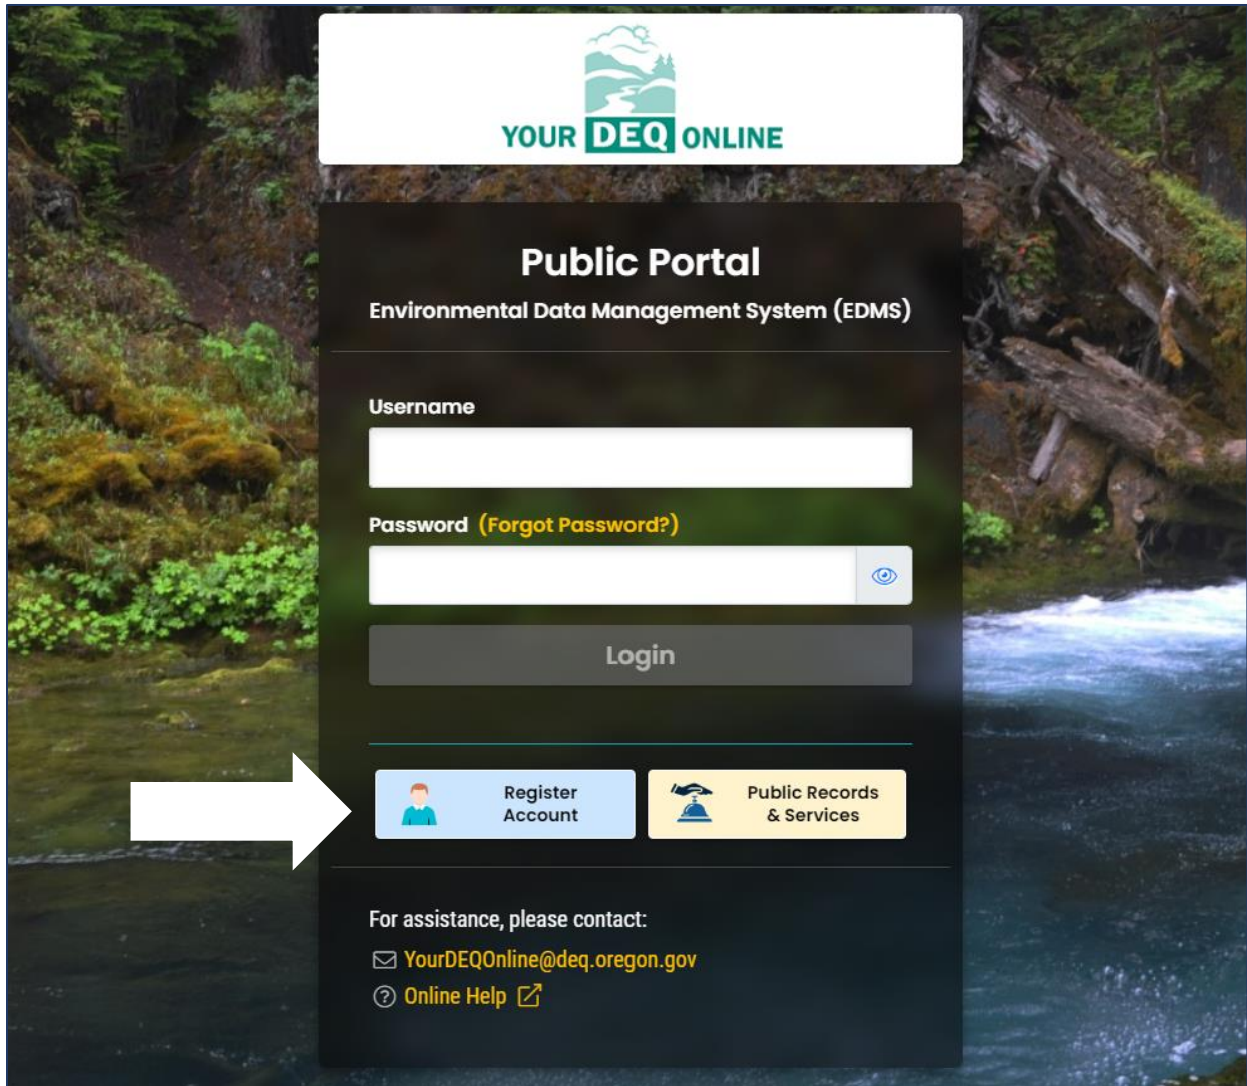 YOUR DEQ ONLINE
Public Portal
Environmental Data Management System (EDMS)
Username
Password (Forgot Password?)
Login
Register
Account
Public Records
& Services
For assistance, please contact:
YourDEQOnline@deq.oregon.gov
Online Help